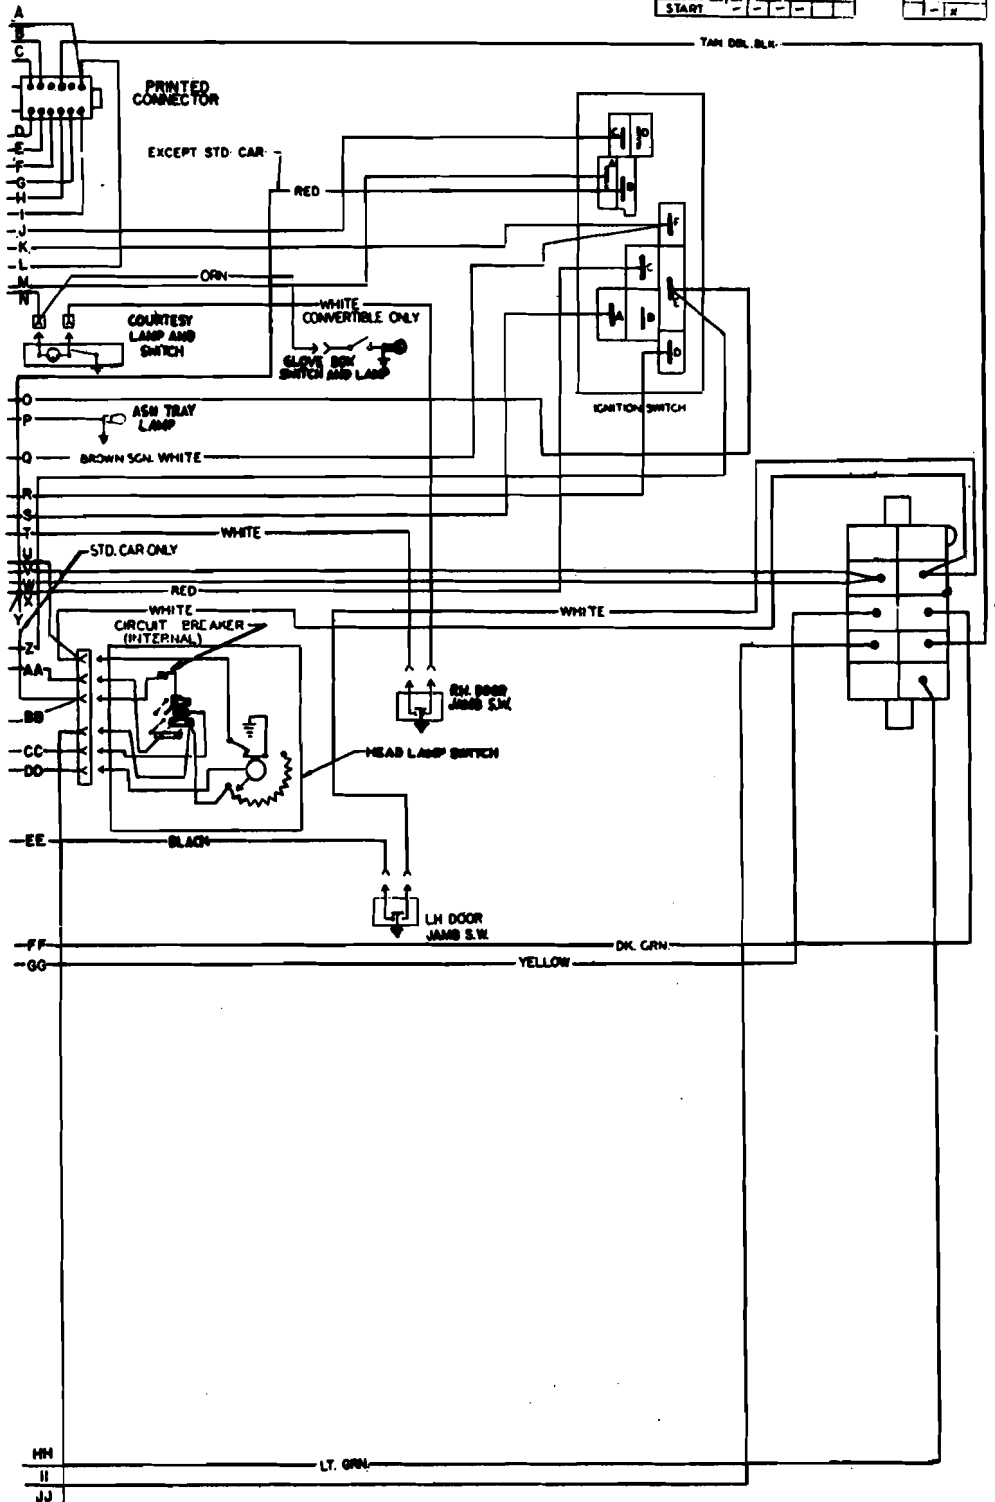 A
START
B
C
TAN DBL. BLK.
PRINTED
CONNECTOR
C D
D
E
EXCEPT STD. CAR
F
A
G
RED
B
H
I
F
J
K
L
C
ORN
M
E
N
WHITE
CONVERTIBLE ONLY
COURTESY
LAMP AND
SWITCH
A B
GLOVE BOX
SWITCH AND LAMP
D
O
IGNITION SWITCH
P
ASH TRAY
LAMP
Q
BROWN SGN. WHITE
R
S
T
WHITE
U
STD. CAR ONLY
V
W
RED
X
WHITE
WHITE
Y
CIRCUIT BREAKER
(INTERNAL)
Z
AA
RH. DOOR
JAMB S.W.
BB
CC
HEAD LAMP SWITCH
DD
EE
BLACK
LH DOOR
JAMB S.W.
FF
DK. GRN.
GG
YELLOW
HH
LT. GRN.
II
JJ